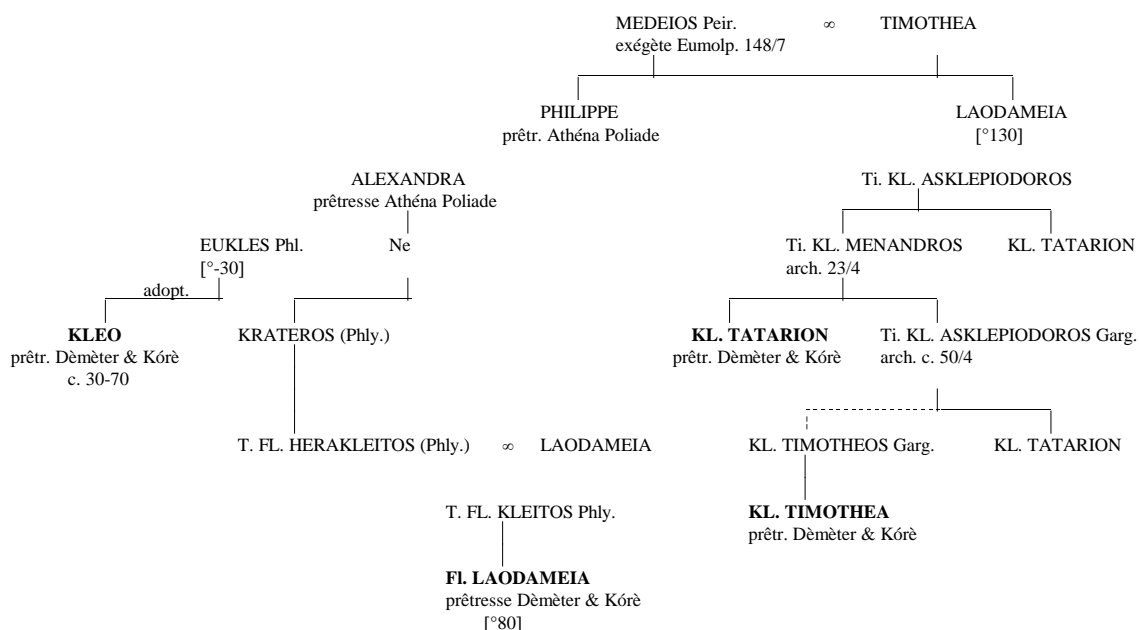 MEDEIOS Peir. ∞ TIMOTHEA
exégète Eumolp. 148/7
PHILIPPE LAODAMEIA
prêtr. Athéna Poliade [°130]
ALEXANDRA Ti. KL. ASKLEPIODOROS
prêtresse Athéna Poliade
EUKLES Phl. Ne Ti. KL. MENANDROS KL. TATARION
[°-30] arch. 23/4
adopt.
KLEO KRATEROS (Phly.) KL. TATARION Ti. KL. ASKLEPIODOROS Garg.
prêtr. Dèmèter & Kórè prêtr. Dèmèter & Kórè arch. c. 50/4
c. 30-70
T. FL. HERAKLEITOS (Phly.) ∞ LAODAMEIA KL. TIMOTHEOS Garg. KL. TATARION
T. FL. KLEITOS Phly. KL. TIMOTHEA
prêtr. Dèmèter & Kórè
Fl. LAODAMEIA
prêtresse Dèmèter & Kórè
[°80]